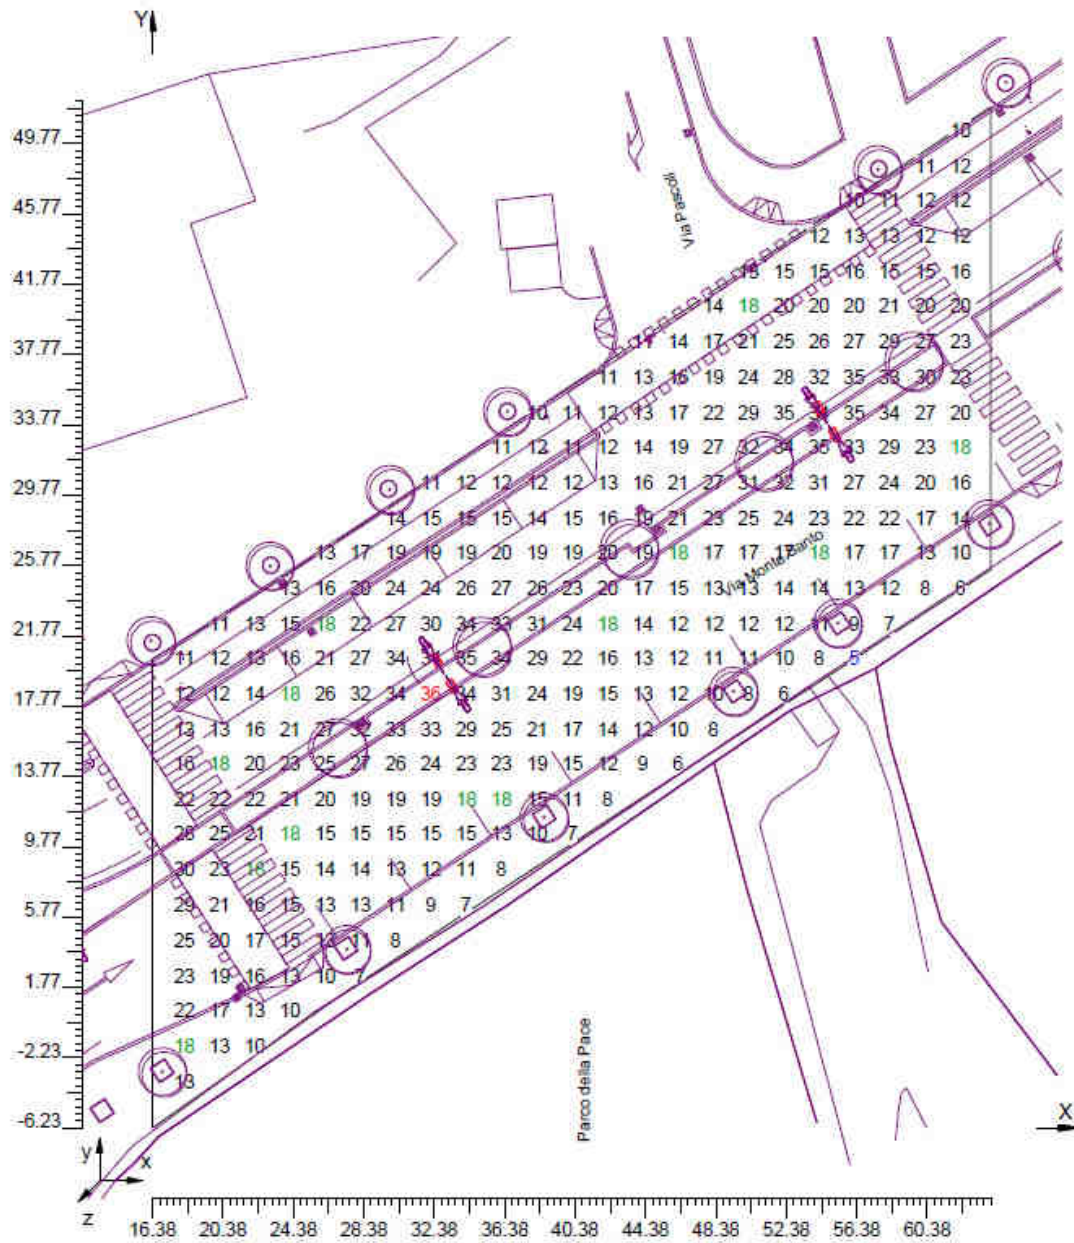 Y
49.77
10
11 12
Via Pascoli
45.77
10 11 12 12
12 13 13 12 12
41.77
15 15 16 15 15 16
14 18 20 20 20 21 20 20
37.77
11 14 17 21 25 26 27 29 27 23
11 13 16 19 24 28 32 35 33 30 23
33.77
10 11 12 13 17 22 29 35 35 34 27 20
11 12 11 12 14 19 27 32 34 35 33 29 23 18
29.77
11 12 12 12 12 13 16 21 27 31 32 31 27 24 20 16
14 15 15 15 14 15 16 19 21 23 25 24 23 22 22 17 14
25.77
13 17 19 19 19 20 19 19 20 19 18 17 17 17 18 17 17 13 10
Via Monte Santo
13 16 20 24 24 26 27 26 23 20 17 15 13 13 14 14 13 12 8 6
21.77
11 13 15 18 22 27 30 34 33 31 24 18 14 12 12 12 12 11 9 7
11 12 13 16 21 27 34 35 34 29 22 16 13 12 11 11 10 8 5
17.77
12 12 14 18 26 32 34 36 34 31 24 19 15 13 12 10 8 6
13 13 16 21 27 32 33 33 29 25 21 17 14 12 10 8
13.77
16 18 20 23 25 27 26 24 23 23 19 15 12 9 6
22 22 22 21 20 19 19 19 18 18 15 11 8
9.77
28 25 21 18 15 15 15 15 15 13 10 7
30 23 18 15 14 14 13 12 11 8
5.77
29 21 16 15 13 13 11 9 7
25 20 17 15 13 11 8
1.77
23 19 16 13 10 7
22 17 13 10
-2.23
18 13 10
13
Parco della Pace
-6.23
X
y
x
z
16.38 20.38 24.38 28.38 32.38 36.38 40.38 44.38 48.38 52.38 56.38 60.38